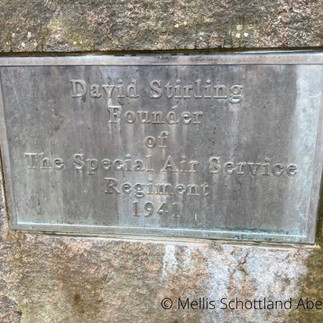 David Stirling
Founder
of
The Special Air Service
Regiment
1941
© Mellis Schottland Abe